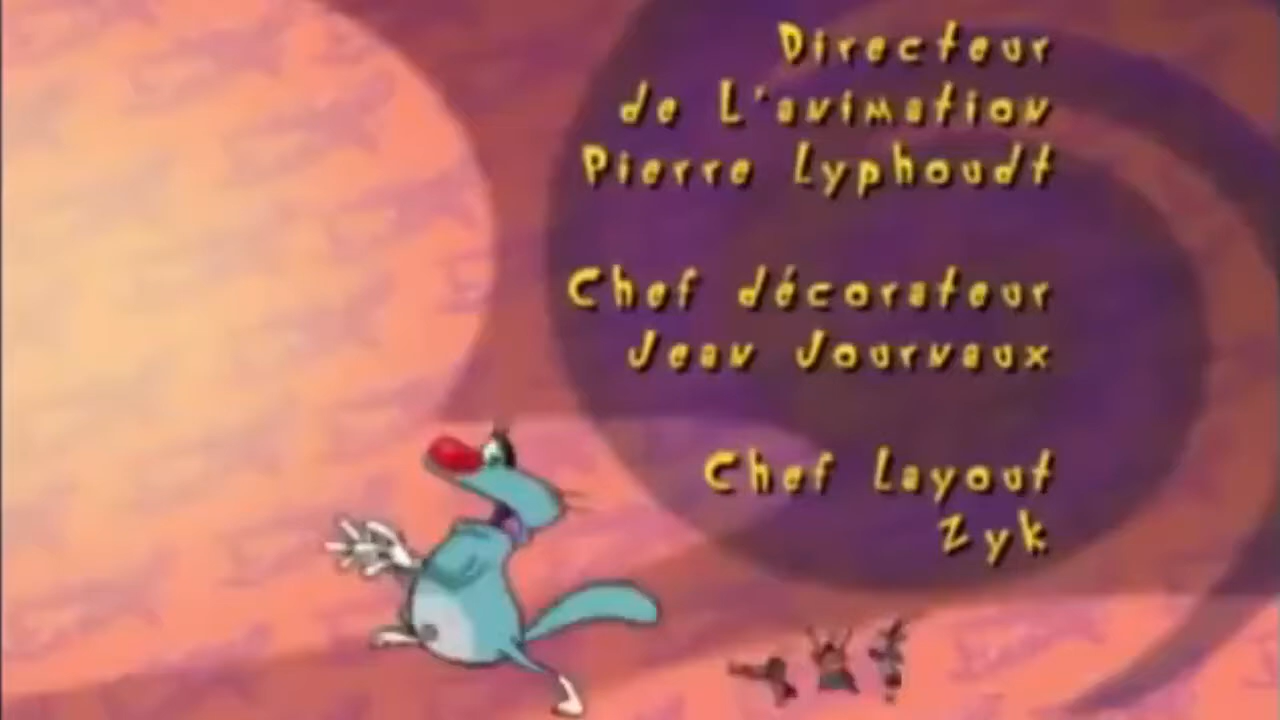 Directeur
de L'animation
Pierre Lyphoudt
Chef décorateur
Jean Journaux
Chef Layout
Zyk